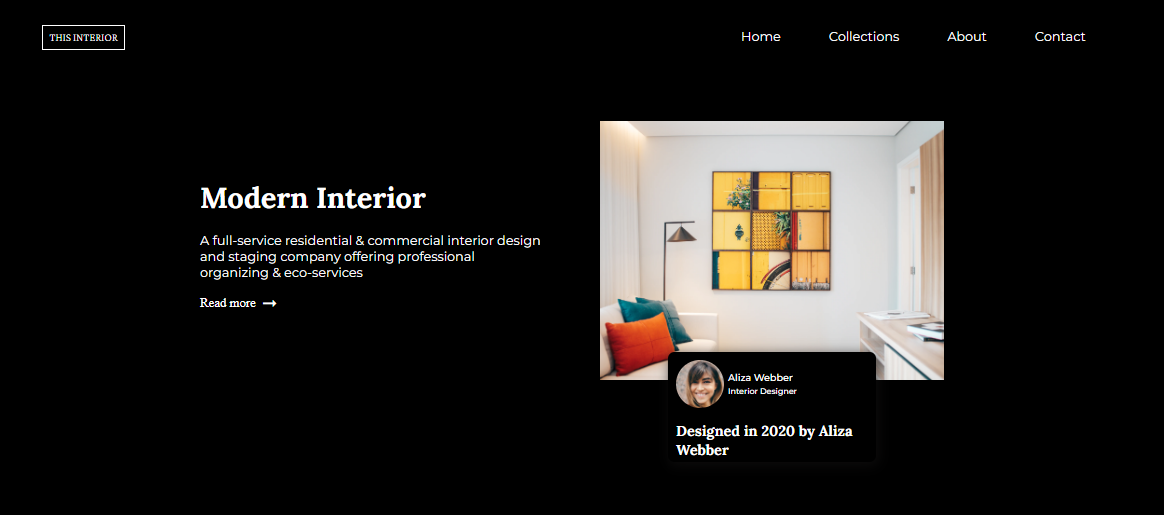 THIS INTERIOR
Home
Collections
About
Contact
Modern Interior
A full-service residential & commercial interior design
and staging company offering professional
organizing & eco-services
Read more
Aliza Webber
Interior Designer
Designed in 2020 by Aliza
Webber